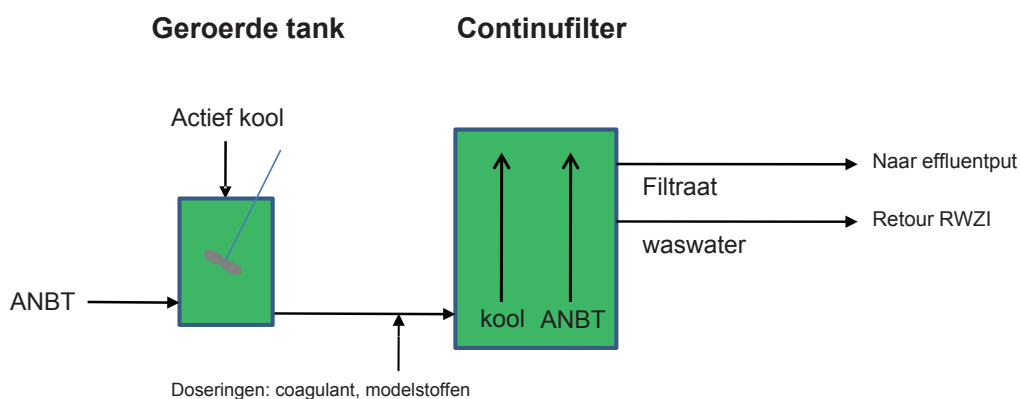 Geroerde tank
Continufilter
Actief kool
Naar effluentput
Filtraat
Retour RWZI
waswater
ANBT
kool ANBT
Doseringen: coagulant, modelstoffen